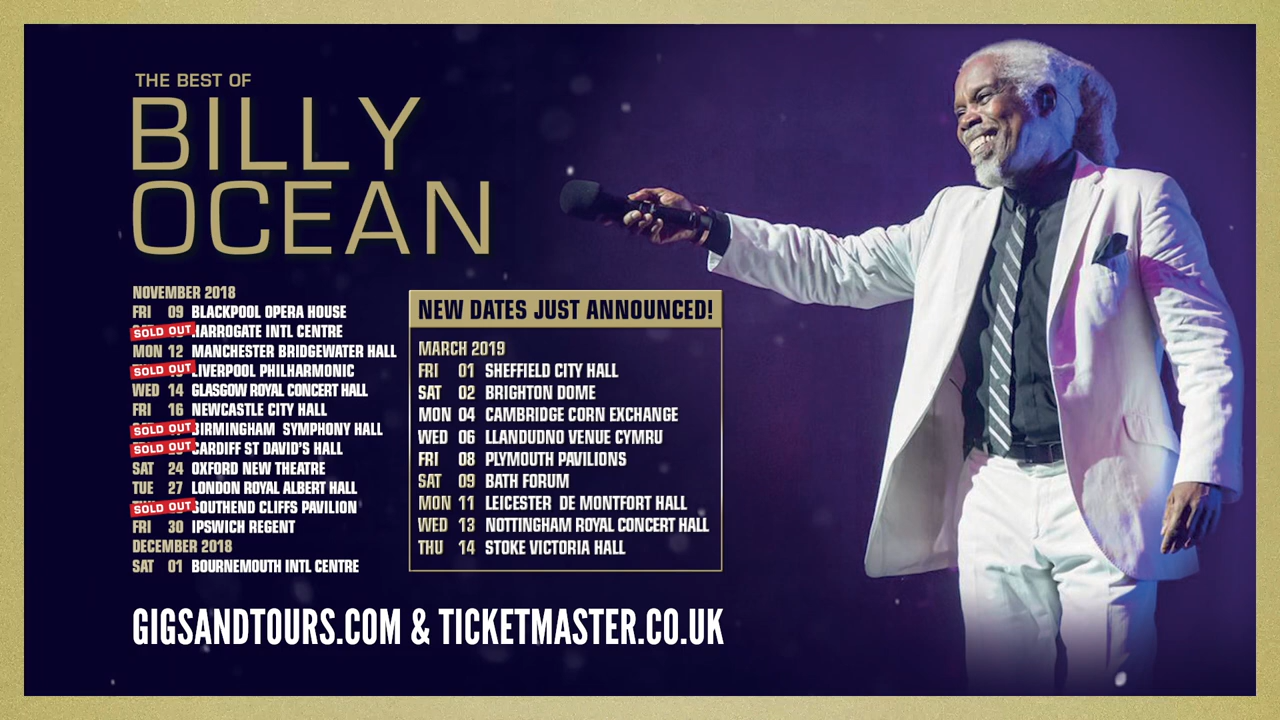 THE BEST OF
BILLY
OCEAN
NOVEMBER 2018
FRI 09 BLACKPOOL OPERA HOUSE
SOLD OUT HARROGATE INTL CENTRE
MON 12 MANCHESTER BRIDGEWATER HALL
SOLD OUT LIVERPOOL PHILHARMONIC
WED 14 GLASGOW ROYAL CONCERT HALL
FRI 16 NEWCASTLE CITY HALL
SOLD OUT BIRMINGHAM SYMPHONY HALL
SOLD OUT CARDIFF ST DAVID'S HALL
SAT 24 OXFORD NEW THEATRE
TUE 27 LONDON ROYAL ALBERT HALL
SOLD OUT SOUTHEND CLIFFS PAVILION
FRI 30 IPSWICH REGENT
DECEMBER 2018
SAT 01 BOURNEMOUTH INTL CENTRE
NEW DATES JUST ANNOUNCED!
MARCH 2019
FRI 01 SHEFFIELD CITY HALL
SAT 02 BRIGHTON DOME
MON 04 CAMBRIDGE CORN EXCHANGE
WED 06 LLANDUDNO VENUE CYMRU
FRI 08 PLYMOUTH PAVILIONS
SAT 09 BATH FORUM
MON 11 LEICESTER DE MONTFORT HALL
WED 13 NOTTINGHAM ROYAL CONCERT HALL
THU 14 STOKE VICTORIA HALL
GIGSANDTOURS.COM & TICKETMASTER.CO.UK